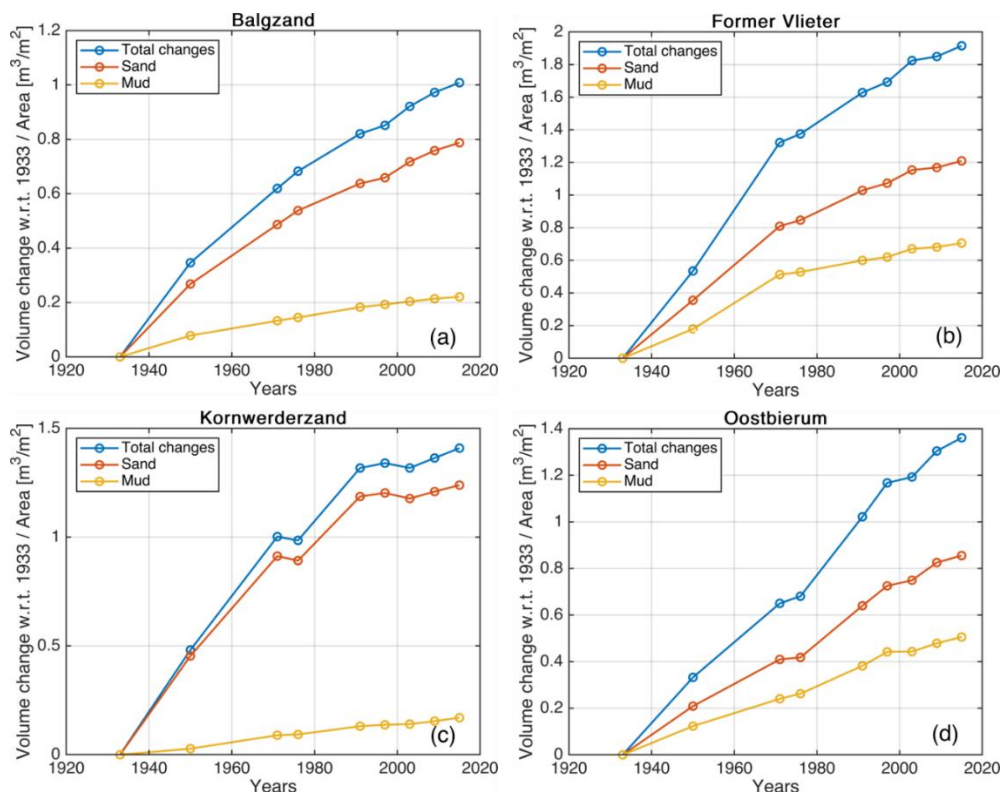 Balgzand
Volume change w.r.t. 1933 / Area [m³/m²]
1.2
1
0.8
0.6
0.4
0.2
0
Total changes
Sand
Mud
(a)
1920 1940 1960 1980 2000 2020
Years
Former Vlieter
Volume change w.r.t. 1933 / Area [m³/m²]
2
1.8
1.6
1.4
1.2
1
0.8
0.6
0.4
0.2
0
Total changes
Sand
Mud
(b)
1920 1940 1960 1980 2000 2020
Years
Kornwerderzand
Volume change w.r.t. 1933 / Area [m³/m²]
1.5
1
0.5
0
Total changes
Sand
Mud
(c)
1920 1940 1960 1980 2000 2020
Years
Oostbierum
Volume change w.r.t. 1933 / Area [m³/m²]
1.4
1.2
1
0.8
0.6
0.4
0.2
0
Total changes
Sand
Mud
(d)
1920 1940 1960 1980 2000 2020
Years